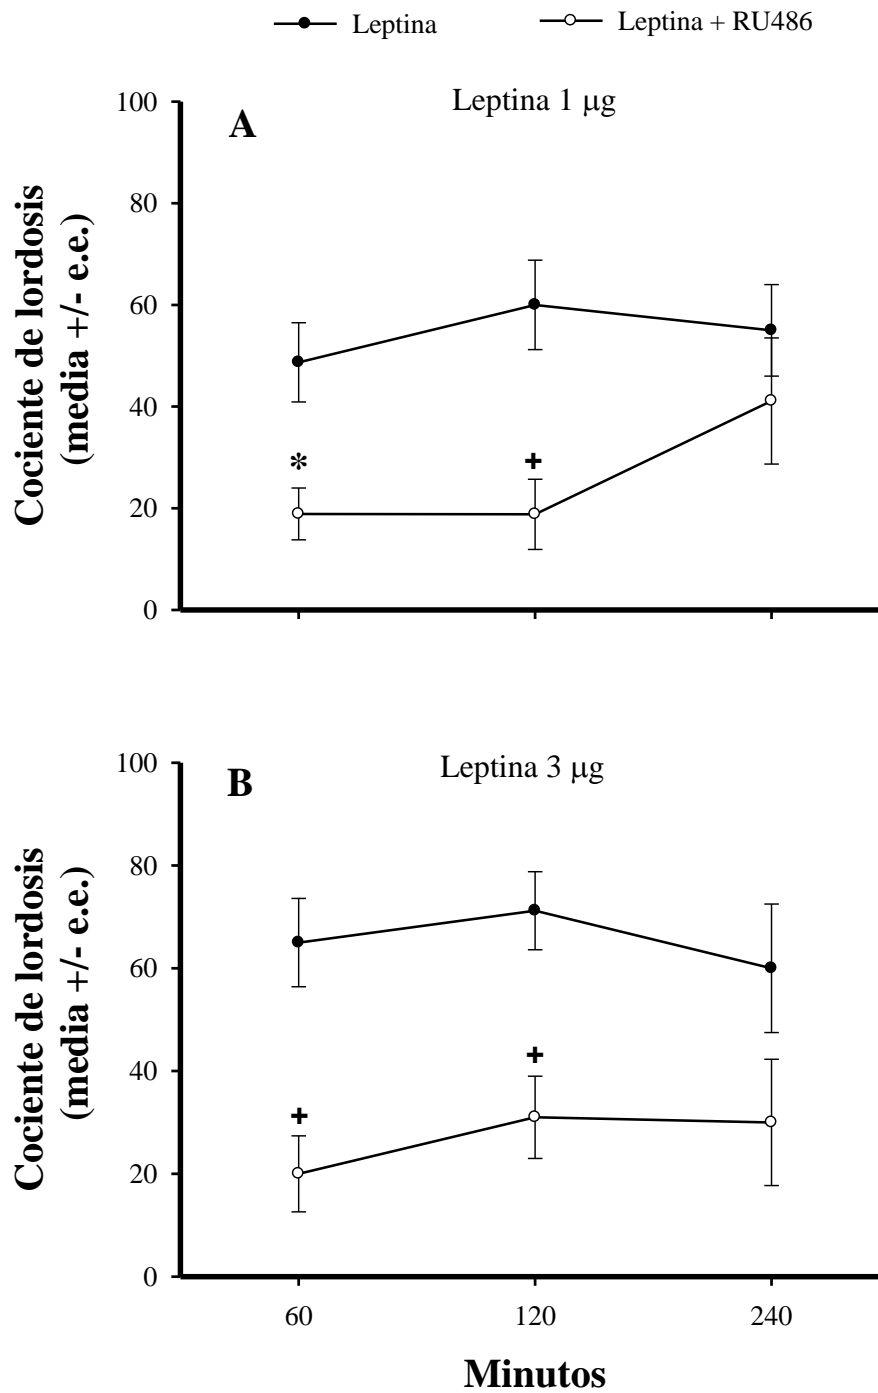 Leptina
Leptina + RU486
A
Leptina 1 μg
Cociente de lordosis
(media +/- e.e.)
100
80
60
40
20
0
*
+
B
Leptina 3 μg
Cociente de lordosis
(media +/- e.e.)
100
80
60
40
20
0
+
+
60
120
240
Minutos